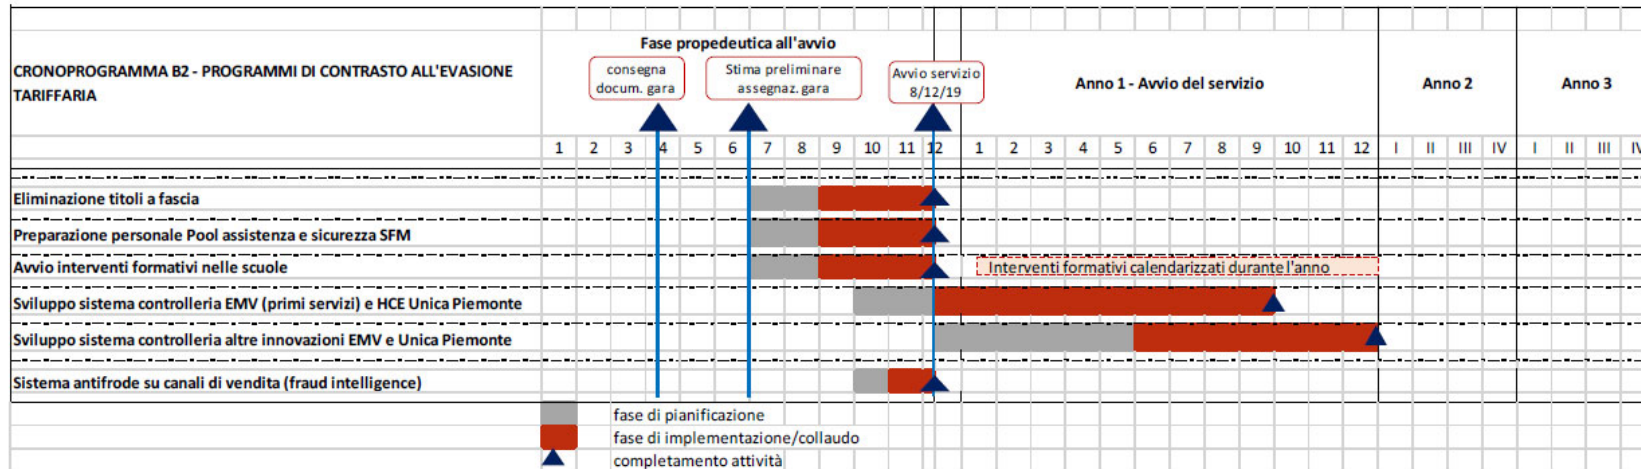 Fase propedeutica all'avvio
CRONOPROGRAMMA B2 - PROGRAMMI DI CONTRASTO ALL'EVASIONE
TARIFFARIA
consegna
docum. gara
Stima preliminare
assegnaz. gara
Avvio servizio
8/12/19
Anno 1 - Avvio del servizio
Anno 2
Anno 3
1 2 3 4 5 6 7 8 9 10 11 12 1 2 3 4 5 6 7 8 9 10 11 12 I II III IV I II III IV
Eliminazione titoli a fascia
Preparazione personale Pool assistenza e sicurezza SFM
Avvio interventi formativi nelle scuole
Interventi formativi calendarizzati durante l'anno
Sviluppo sistema controlleria EMV (primi servizi) e HCE Unica Piemonte
Sviluppo sistema controlleria altre innovazioni EMV e Unica Piemonte
Sistema antifrode su canali di vendita (fraud intelligence)
fase di pianificazione
fase di implementazione/collaudo
completamento attività